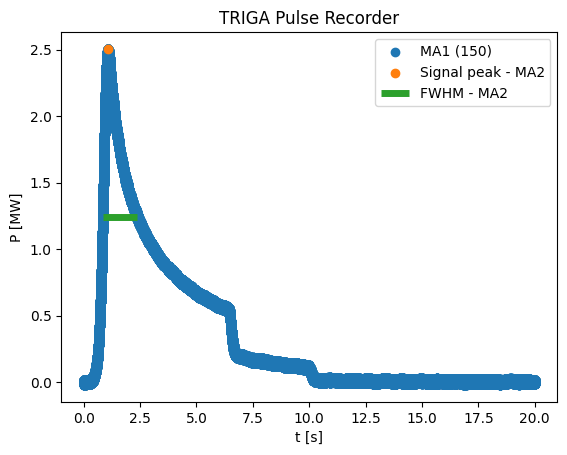 TRIGA Pulse Recorder
MA1 (150)
Signal peak - MA2
FWHM - MA2
P [MW]
2.5
2.0
1.5
1.0
0.5
0.0
0.0 2.5 5.0 7.5 10.0 12.5 15.0 17.5 20.0
t [s]